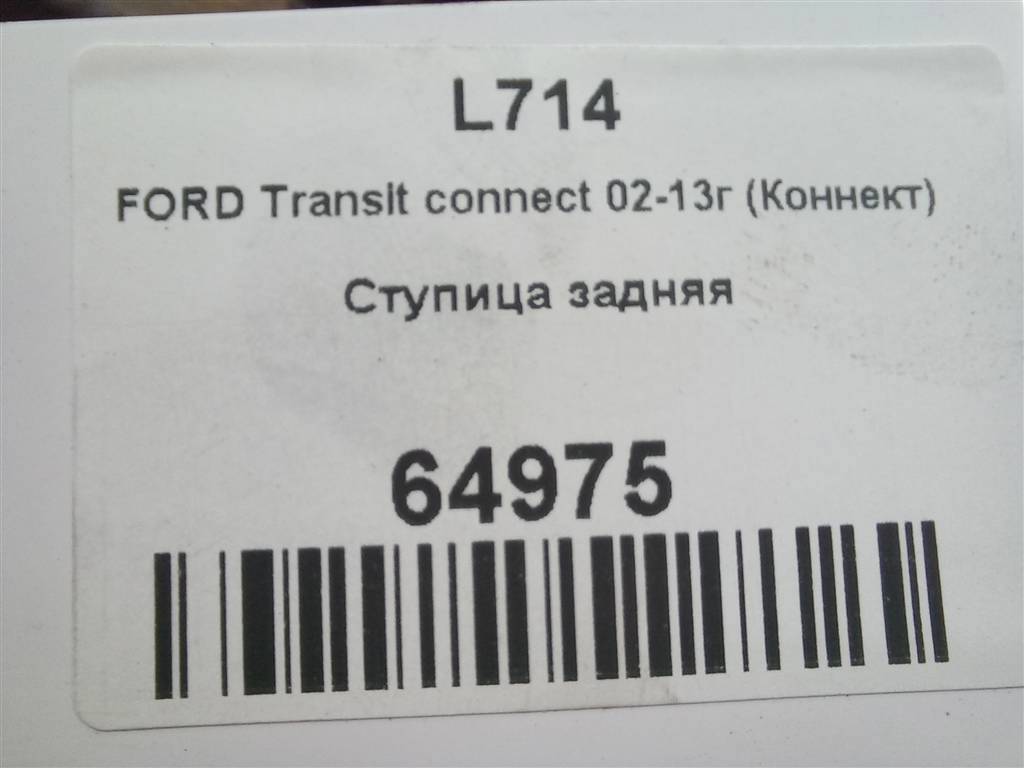 L714
FORD Transit connect 02-13г (Коннект)
Ступица задняя
64975